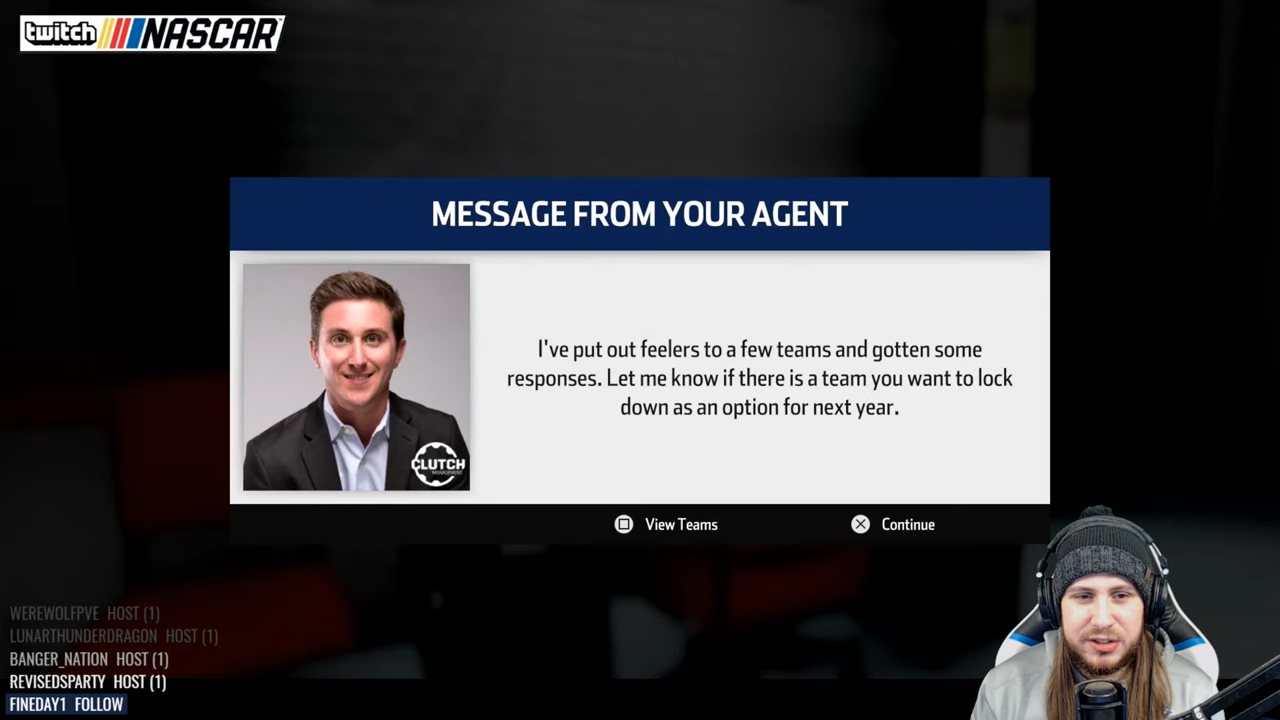 twitch NASCAR
MESSAGE FROM YOUR AGENT
I've put out feelers to a few teams and gotten some
responses. Let me know if there is a team you want to lock
down as an option for next year.
CLUTCH
MANAGEMENT
View Teams Continue
WEREWOLFPVE HOST (1)
LUNARTHUNDERDRAGON HOST (1)
BANGER_NATION HOST (1)
REVISEDSPARTY HOST (1)
FINEDAY1 FOLLOW